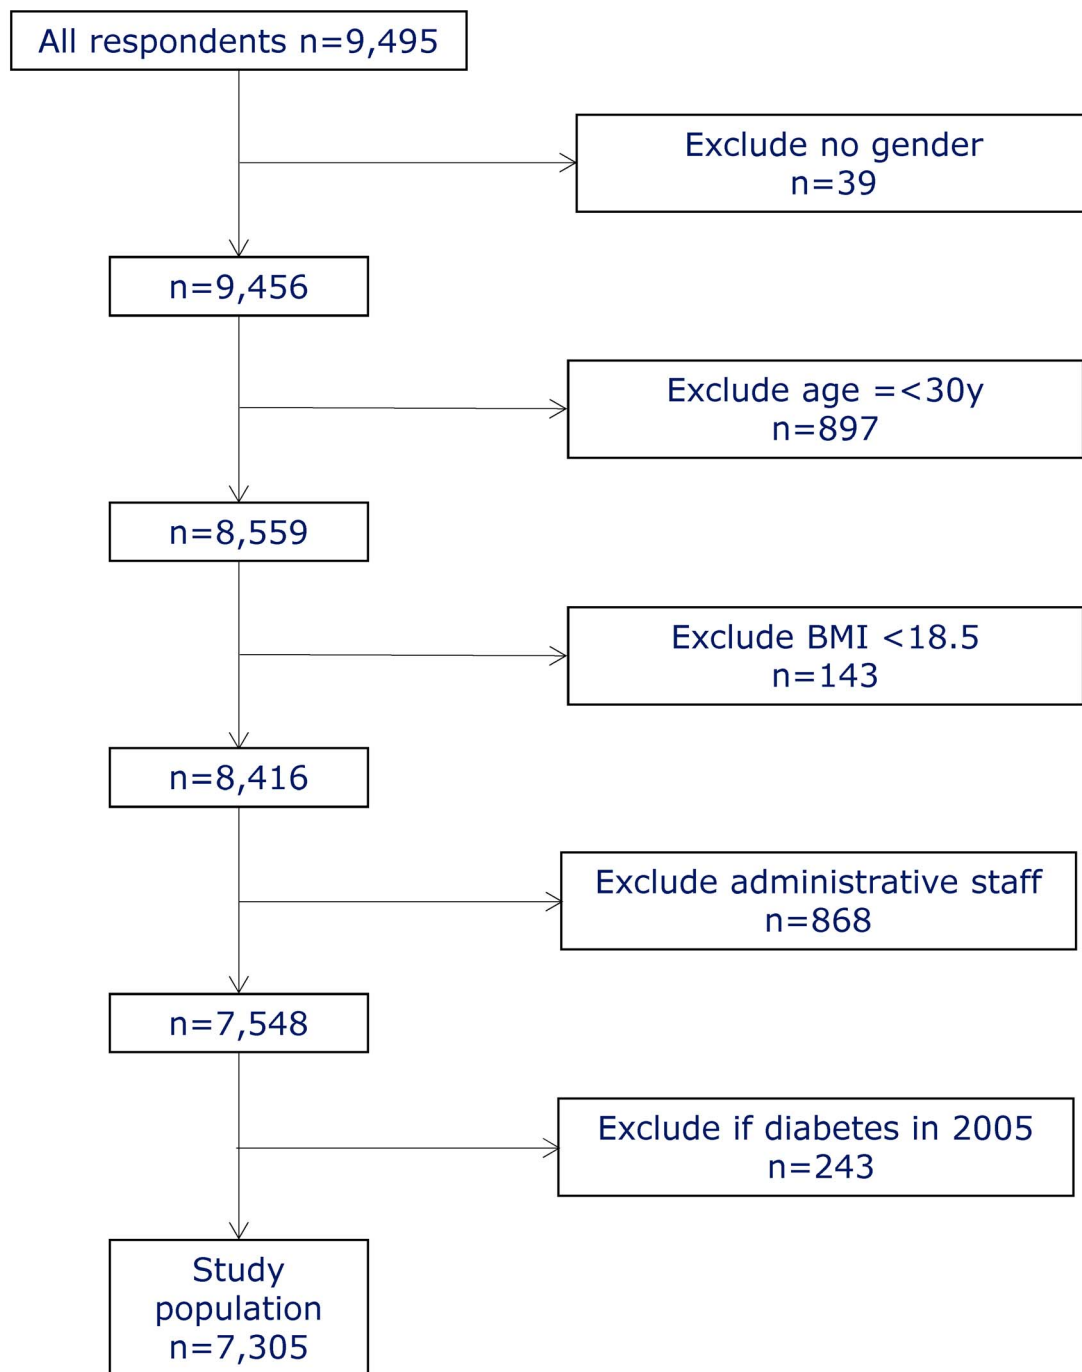 All respondents n=9,495
Exclude no gender
n=39
n=9,456
Exclude age =<30y
n=897
n=8,559
Exclude BMI <18.5
n=143
n=8,416
Exclude administrative staff
n=868
n=7,548
Exclude if diabetes in 2005
n=243
Study
population
n=7,305